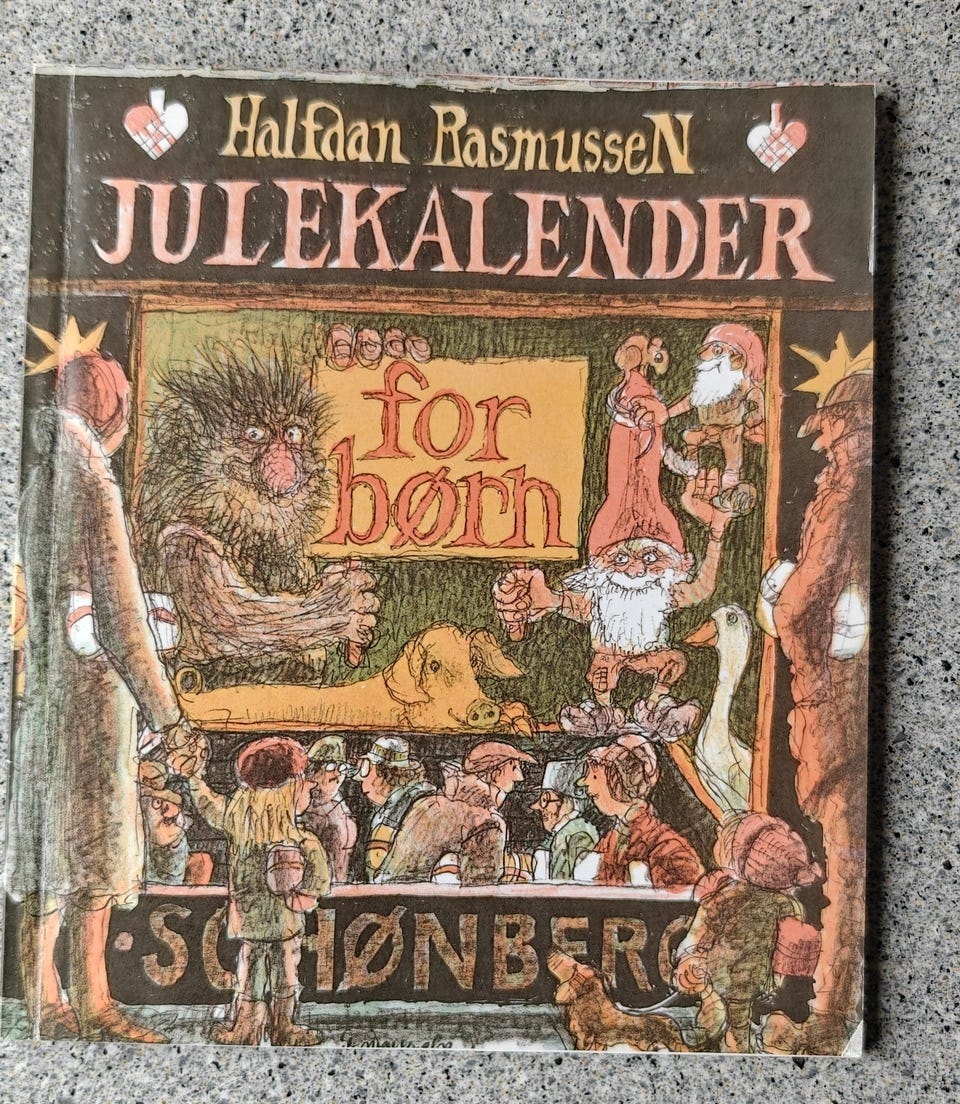 Halfdan Rasmussen
JULEKALENDER
for
børn
SCHØNBERG